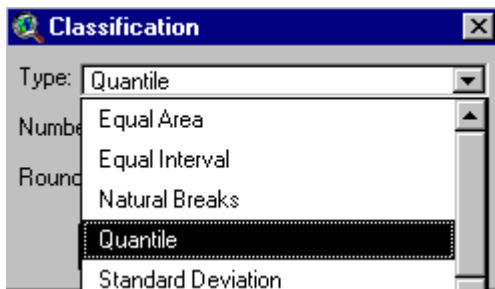 Classification
Type: Quantile
Equal Area
Equal Interval
Natural Breaks
Quantile
Standard Deviation